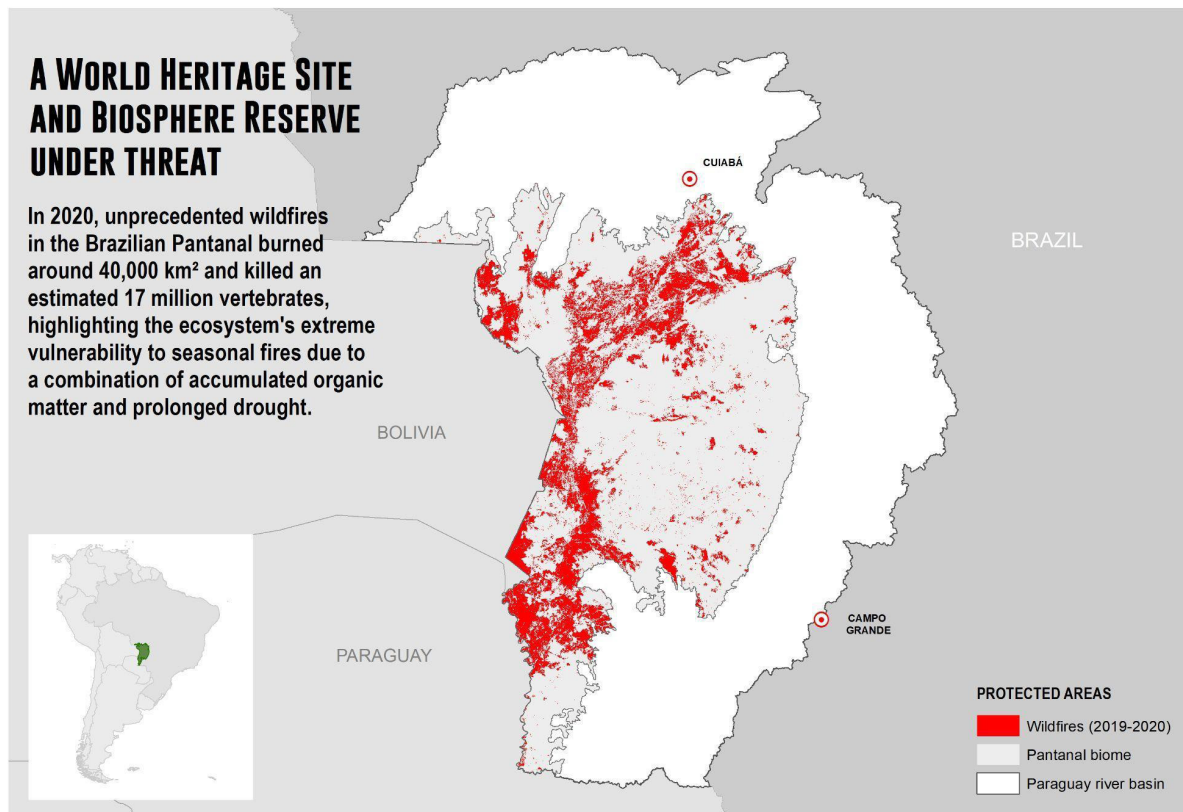 A WORLD HERITAGE SITE
AND BIOSPHERE RESERVE
UNDER THREAT
In 2020, unprecedented wildfires
in the Brazilian Pantanal burned
around 40,000 km² and killed an
estimated 17 million vertebrates,
highlighting the ecosystem's extreme
vulnerability to seasonal fires due to
a combination of accumulated organic
matter and prolonged drought.
CUIABÁ
BRAZIL
BOLIVIA
PARAGUAY
CAMPO
GRANDE
PROTECTED AREAS
Wildfires (2019-2020)
Pantanal biome
Paraguay river basin